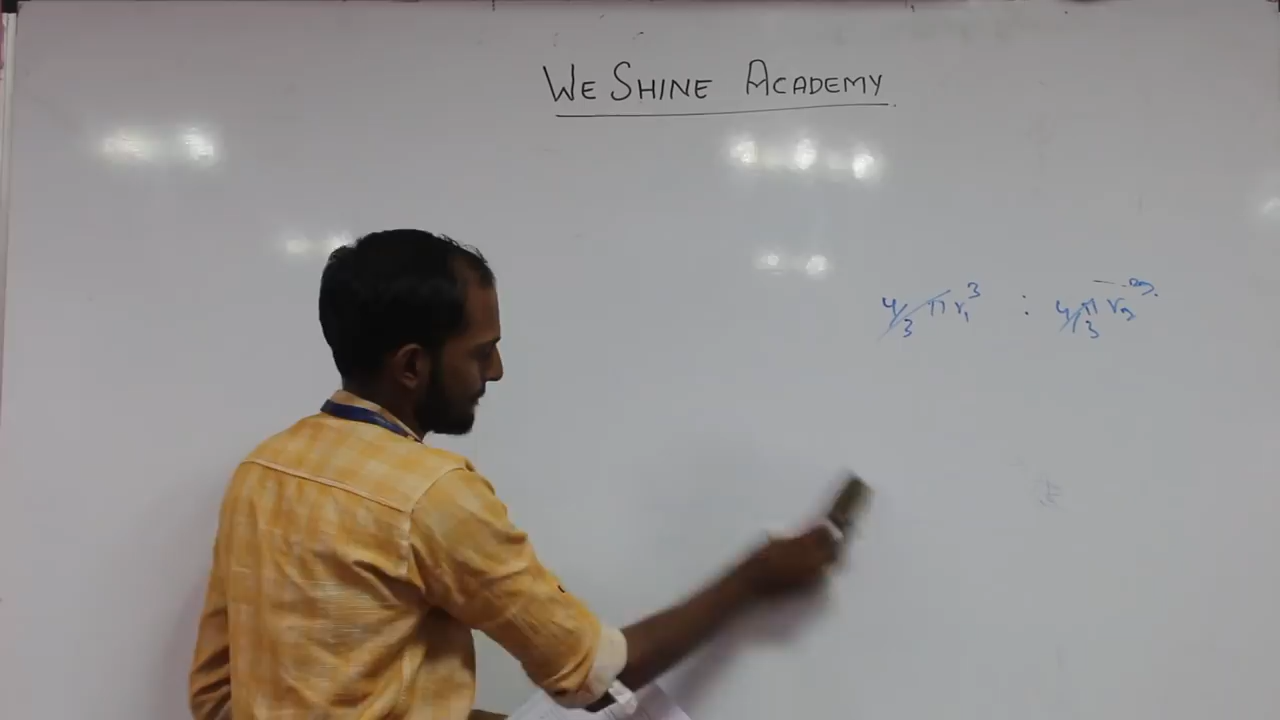 WE SHINE ACADEMY
4/3 π r₁³ : 4/3 π r₂³